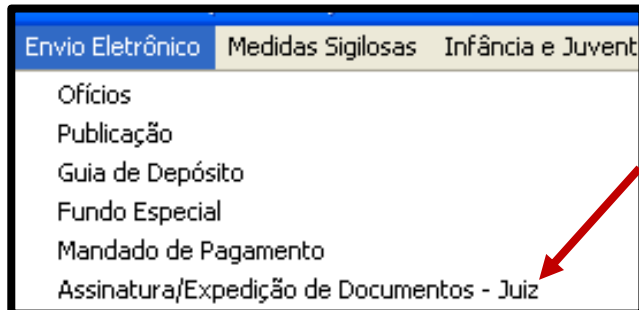 Envio Eletrônico Medidas Sigilosas Infância e Juvent
Ofícios
Publicação
Guia de Depósito
Fundo Especial
Mandado de Pagamento
Assinatura/Expedição de Documentos - Juiz